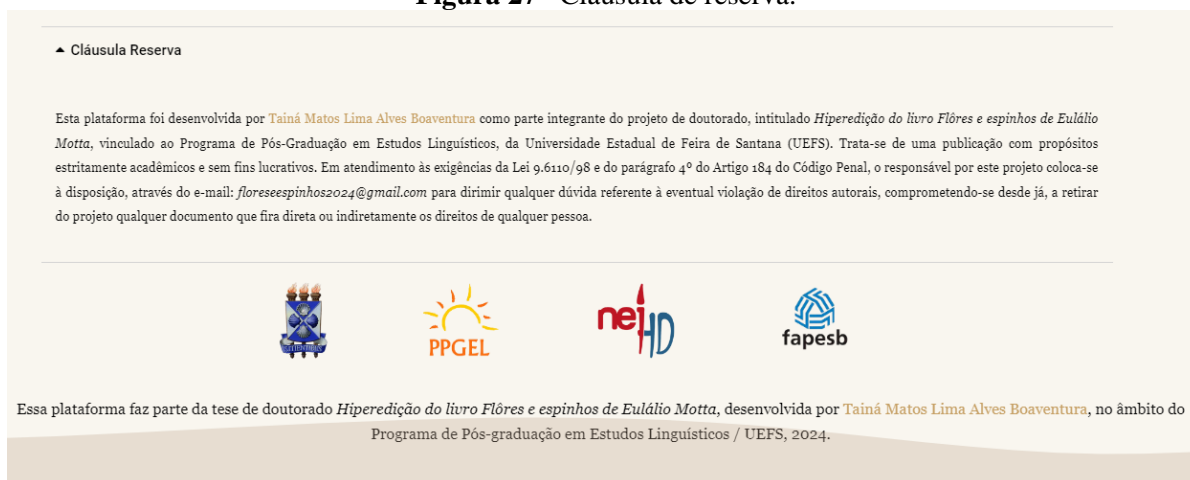 Figura 27 - Cláusula de reserva.
Cláusula Reserva
Esta plataforma foi desenvolvida por Tainá Matos Lima Alves Boaventura como parte integrante do projeto de doutorado, intitulado Hiperedição do livro Flôres e espinhos de Eulálio
Motta, vinculado ao Programa de Pós-Graduação em Estudos Linguísticos, da Universidade Estadual de Feira de Santana (UEFS). Trata-se de uma publicação com propósitos
estritamente acadêmicos e sem fins lucrativos. Em atendimento às exigências da Lei 9.6110/98 e do parágrafo 4º do Artigo 184 do Código Penal, o responsável por este projeto coloca-se
à disposição, através do e-mail: floreseespinhos2024@gmail.com para dirimir qualquer dúvida referente à eventual violação de direitos autorais, comprometendo-se desde já, a retirar
do projeto qualquer documento que fira direta ou indiretamente os direitos de qualquer pessoa.
PPGEL
neiHD
fapesb
Essa plataforma faz parte da tese de doutorado Hiperedição do livro Flôres e espinhos de Eulálio Motta, desenvolvida por Tainá Matos Lima Alves Boaventura, no âmbito do
Programa de Pós-graduação em Estudos Linguísticos / UEFS, 2024.